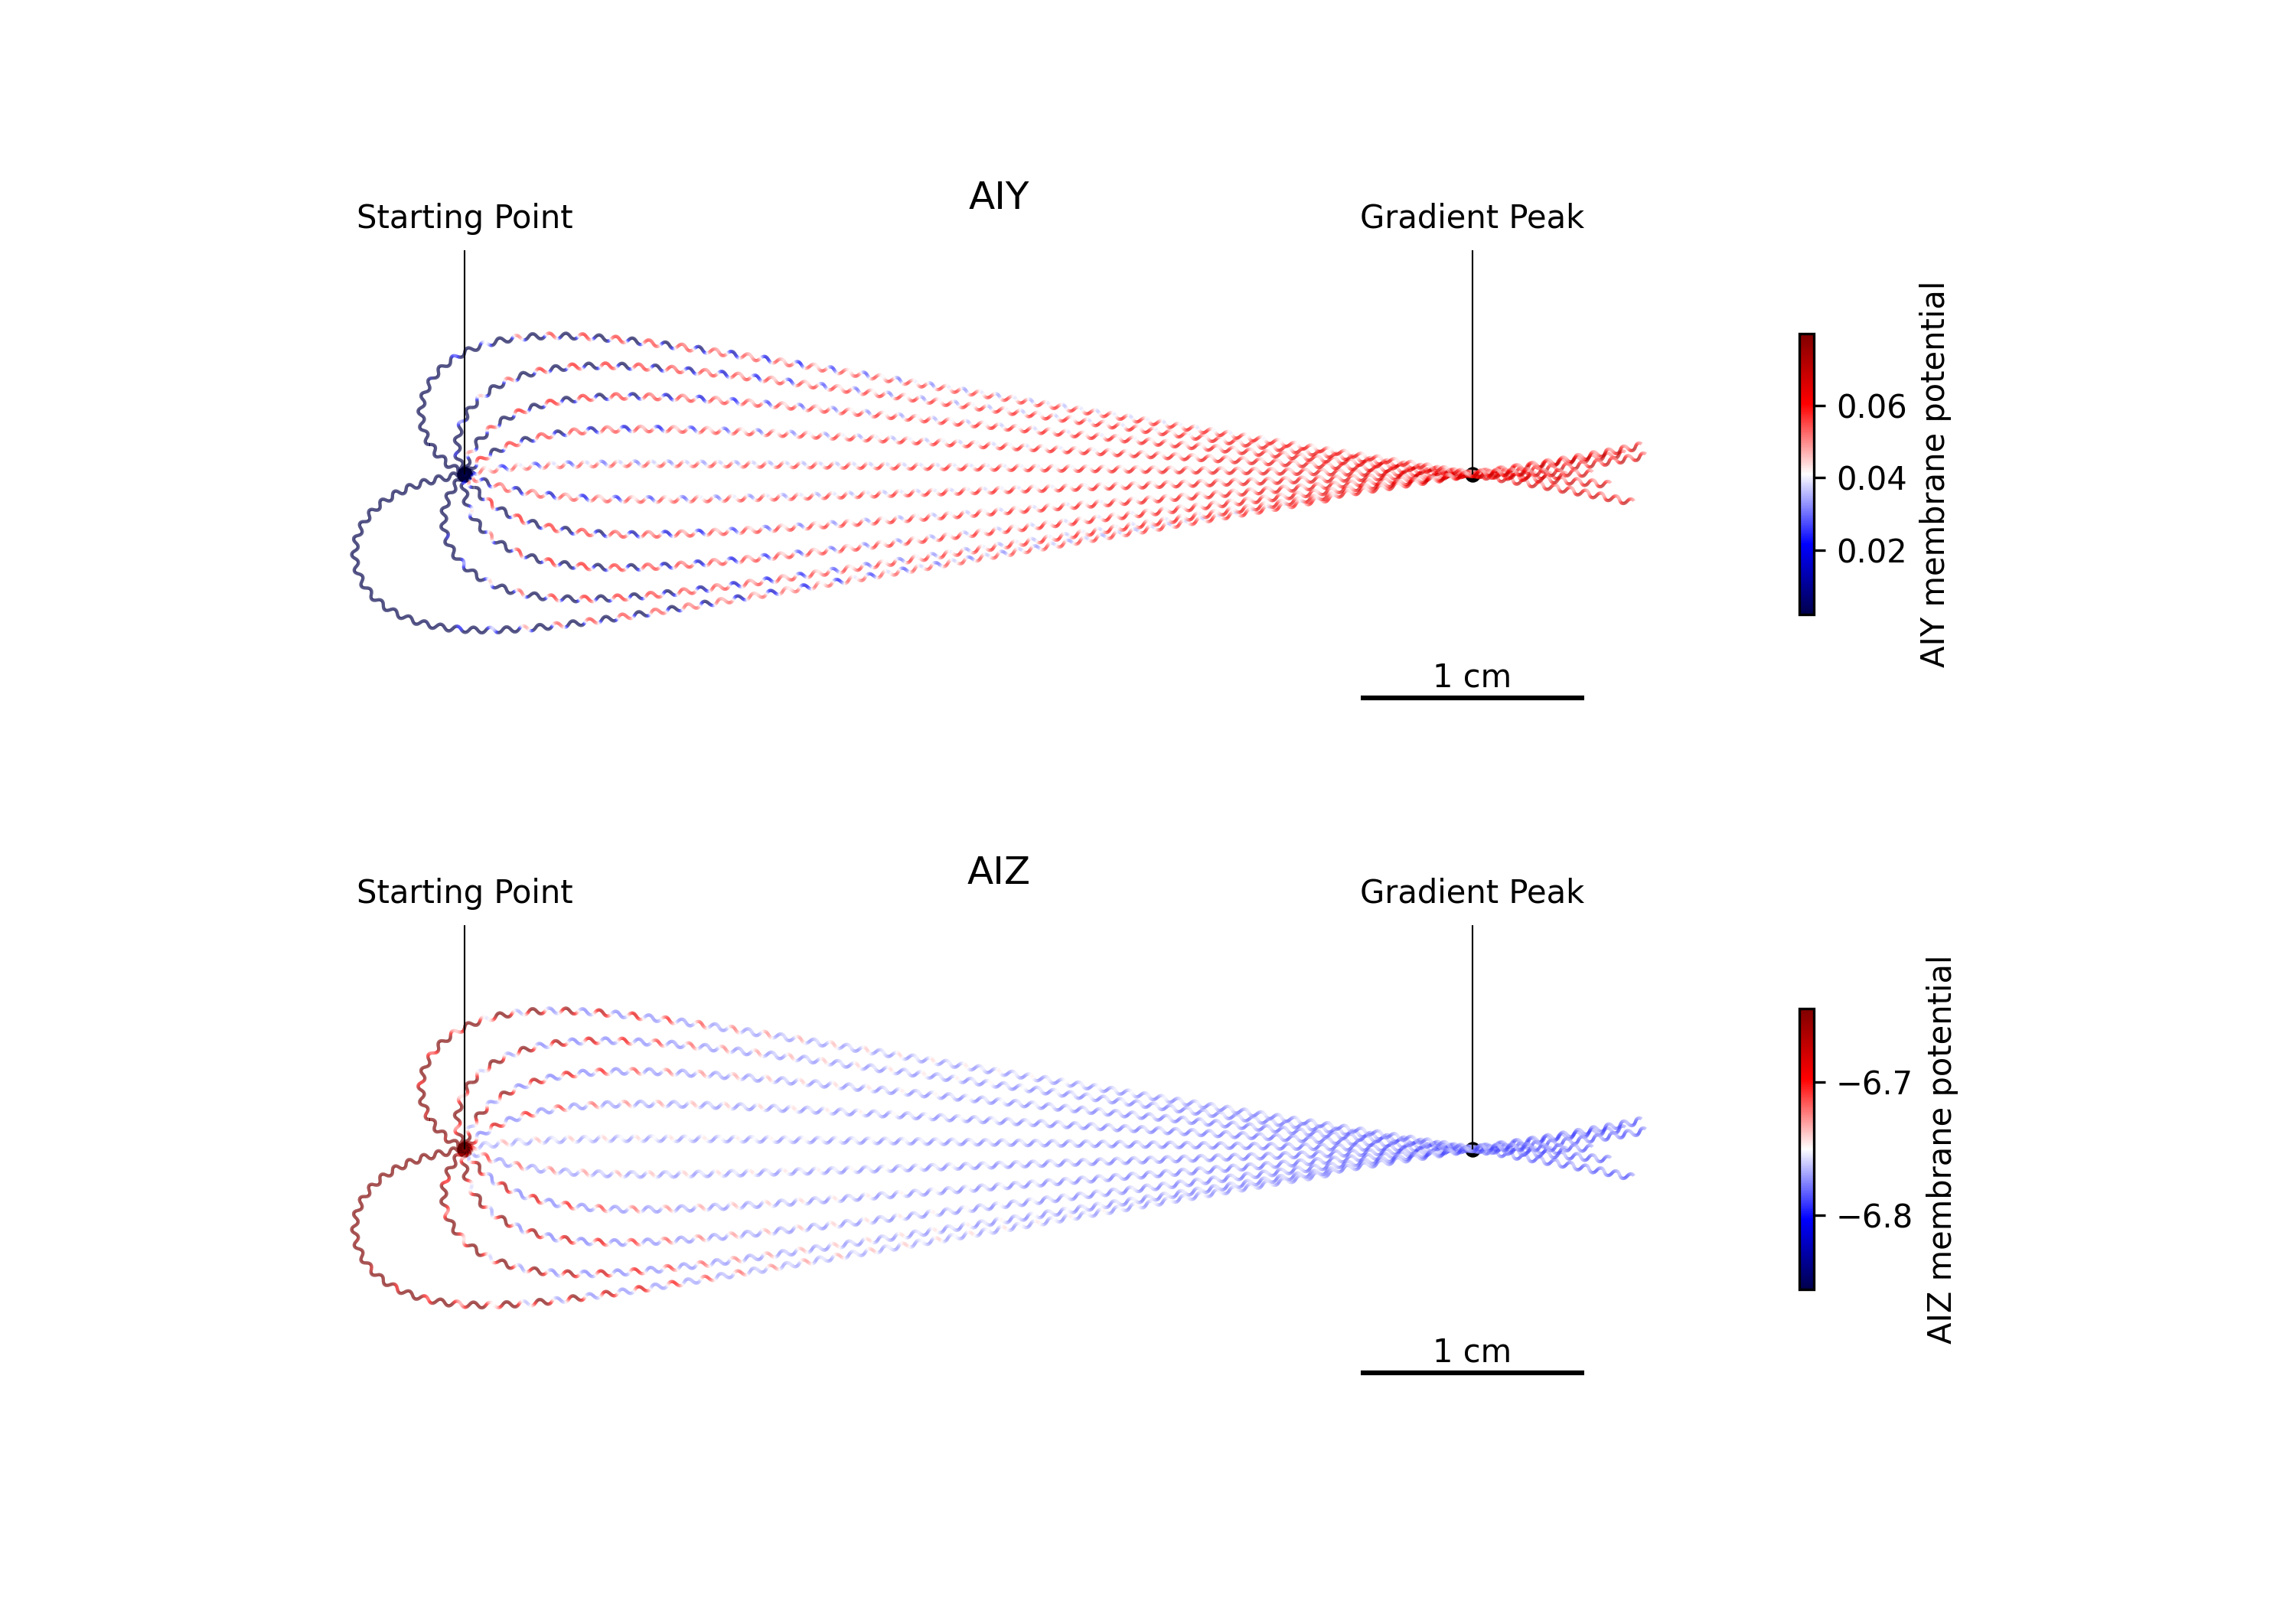 AIY
Starting Point
Gradient Peak
0.06
0.04
0.02
AIY membrane potential
1 cm
AIZ
Starting Point
Gradient Peak
−6.7
−6.8
AIZ membrane potential
1 cm